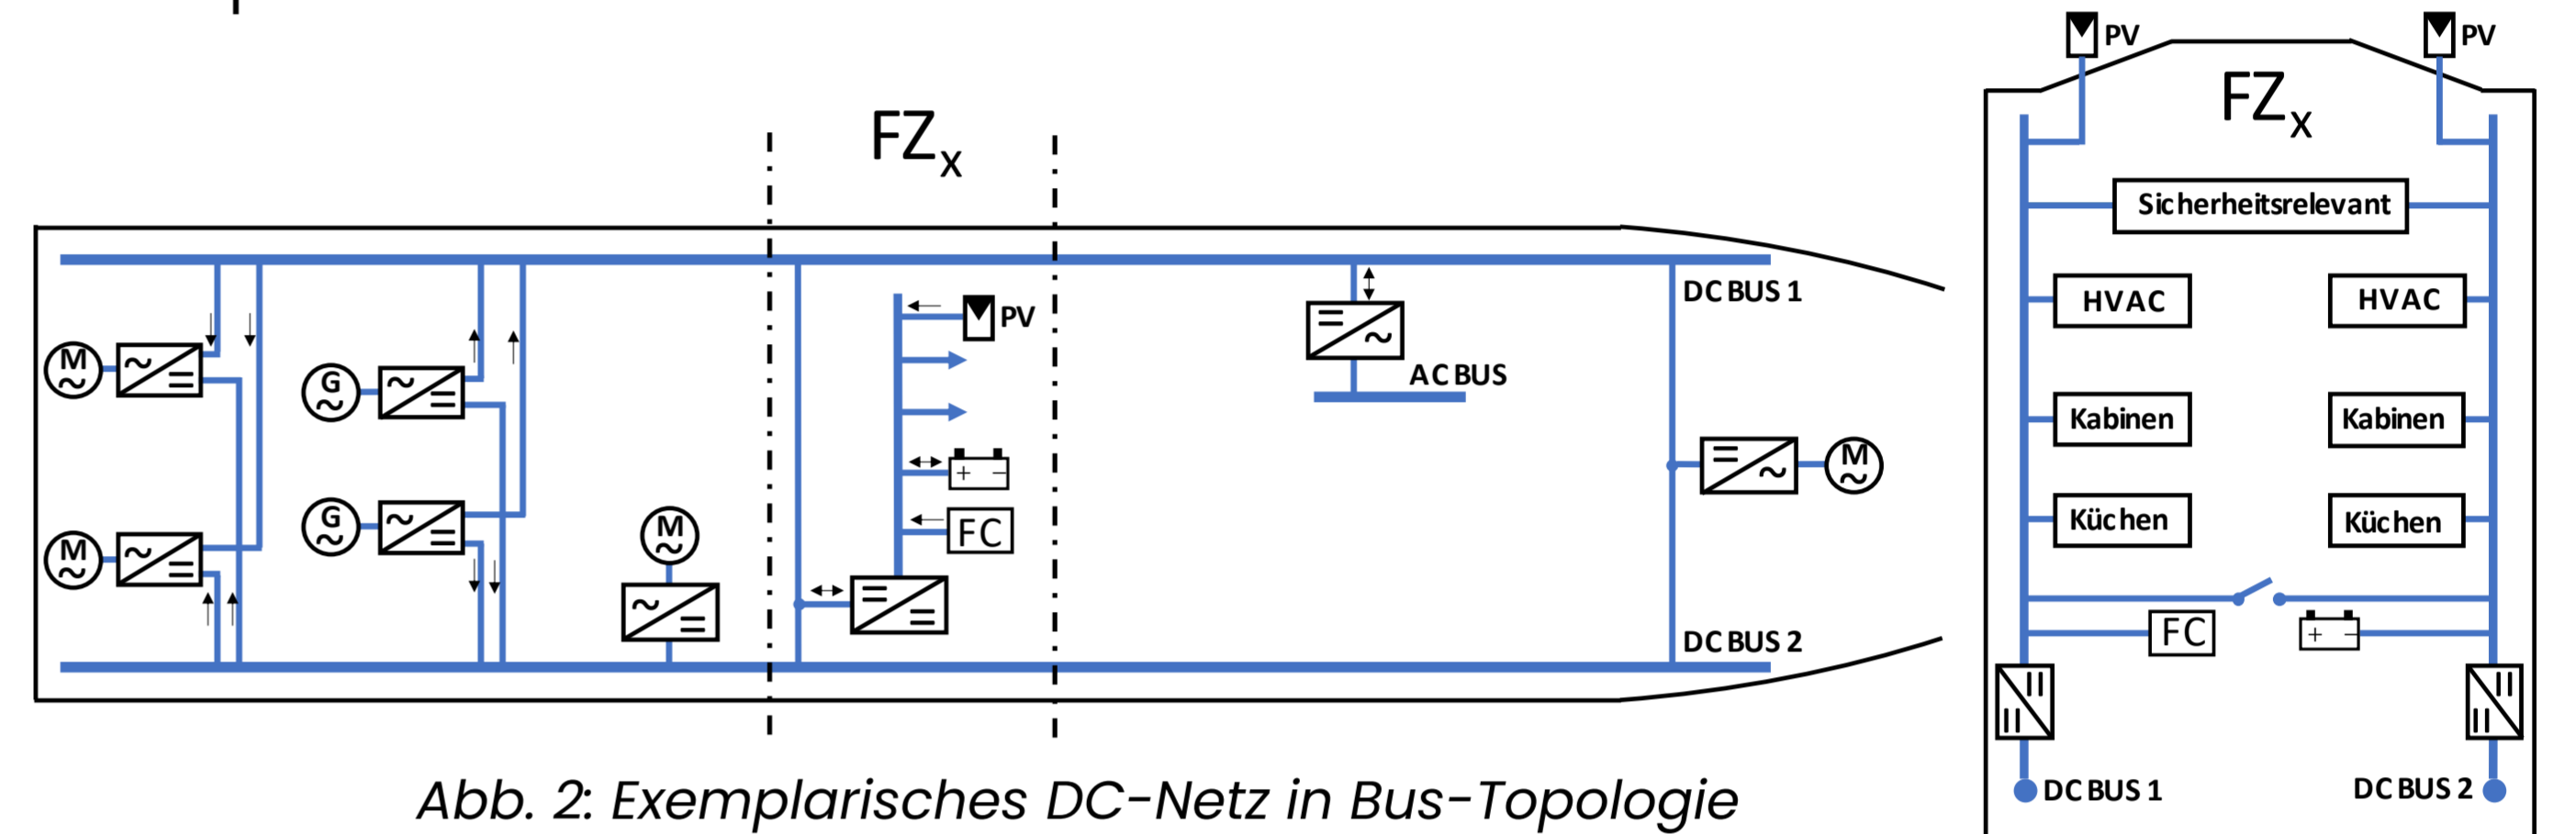 FZx
DC BUS 1
M
~
~
=
G
~
~
=
PV
=
~
AC BUS
M
~
~
=
G
~
~
=
M
~
~
=
+ −
FC
=
=
=
~
M
~
DC BUS 2
Abb. 2: Exemplarisches DC-Netz in Bus-Topologie
PV
PV
FZx
Sicherheitsrelevant
HVAC
HVAC
Kabinen
Kabinen
Küchen
Küchen
FC
+ −
DC BUS 1
DC BUS 2